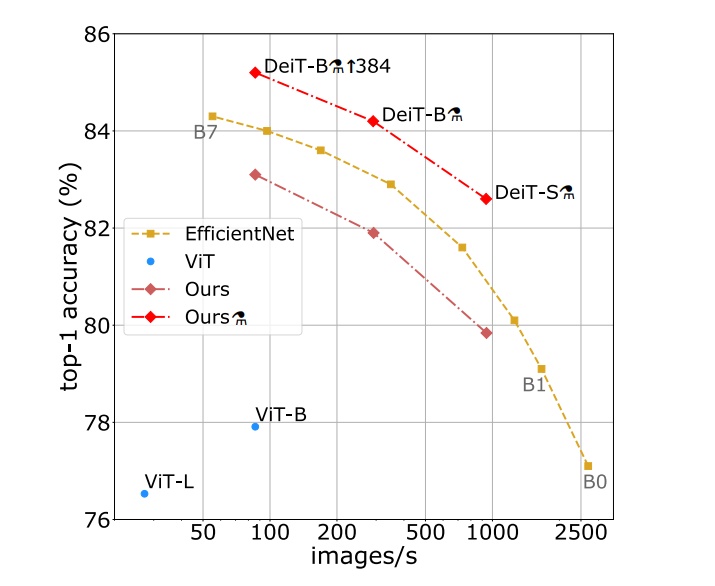 86
84
82
80
78
76
top-1 accuracy (%)
DeiT-B⚗↑384
DeiT-B⚗
DeiT-S⚗
B7
EfficientNet
ViT
Ours
Ours⚗
B1
ViT-B
ViT-L
B0
50 100 200 500 1000 2500
images/s